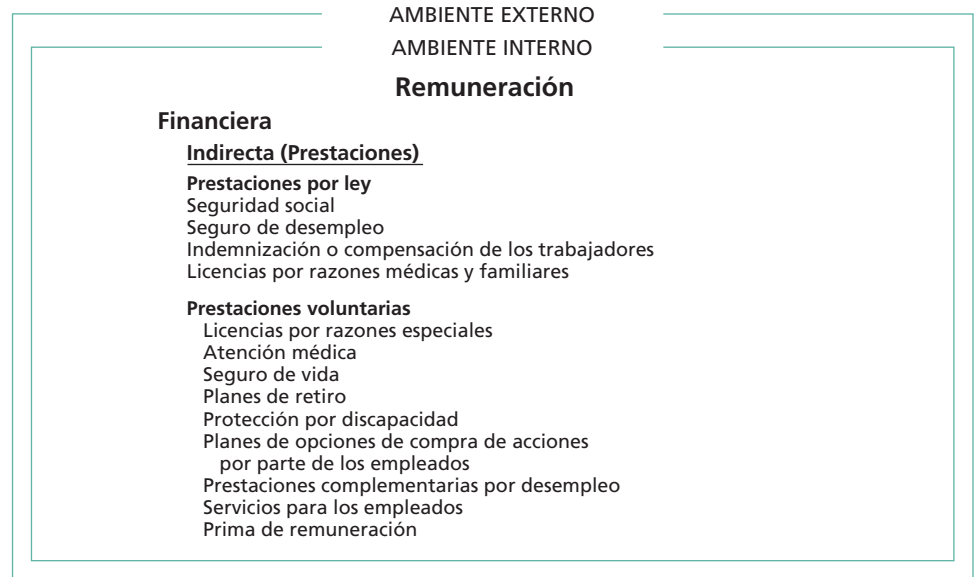 AMBIENTE EXTERNO
AMBIENTE INTERNO
Remuneración
Financiera
Indirecta (Prestaciones)
Prestaciones por ley
Seguridad social
Seguro de desempleo
Indemnización o compensación de los trabajadores
Licencias por razones médicas y familiares
Prestaciones voluntarias
Licencias por razones especiales
Atención médica
Seguro de vida
Planes de retiro
Protección por discapacidad
Planes de opciones de compra de acciones
por parte de los empleados
Prestaciones complementarias por desempleo
Servicios para los empleados
Prima de remuneración